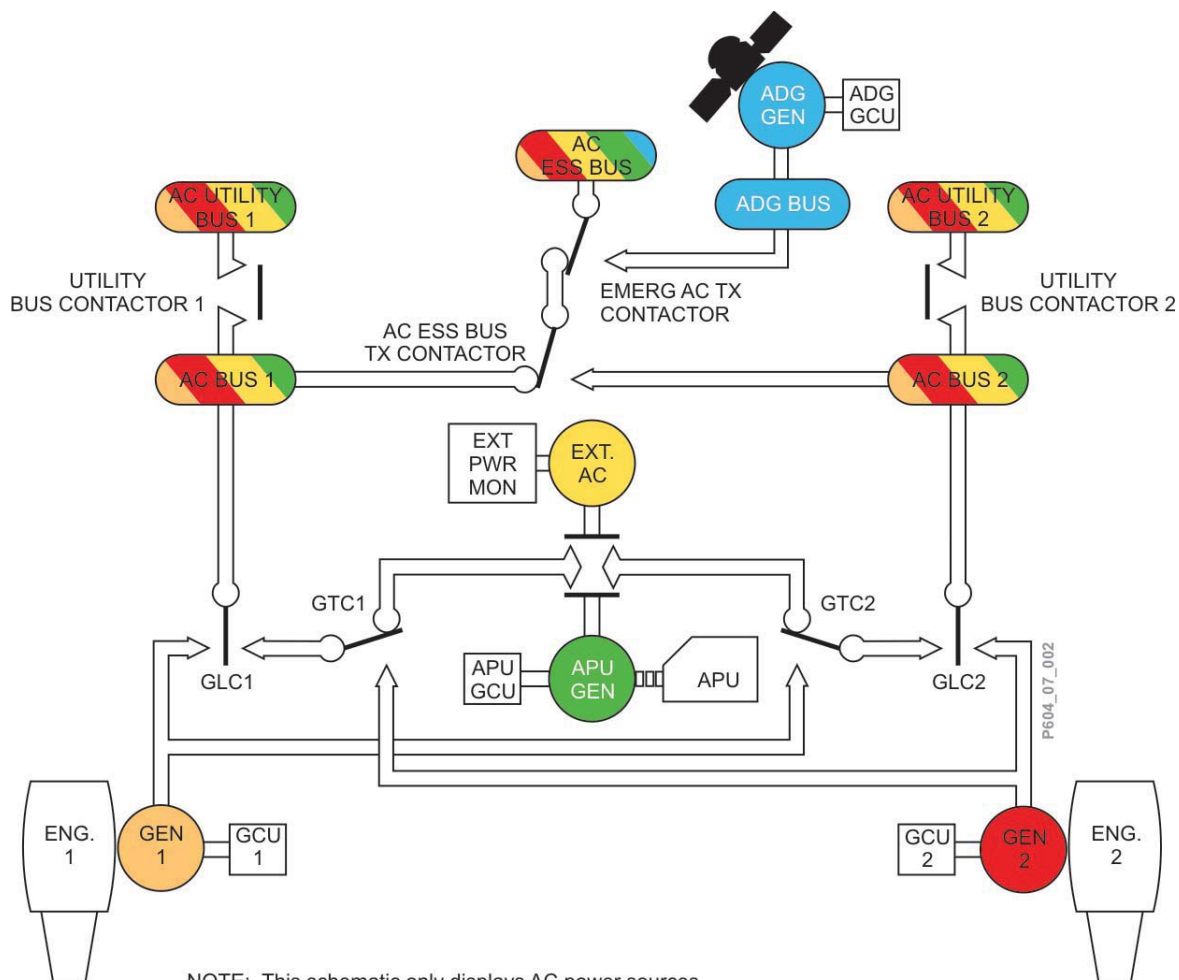 ADG
GEN
ADG
GCU
AC
ESS BUS
ADG BUS
AC UTILITY
BUS 1
AC UTILITY
BUS 2
UTILITY
BUS CONTACTOR 1
EMERG AC TX
CONTACTOR
UTILITY
BUS CONTACTOR 2
AC ESS BUS
TX CONTACTOR
AC BUS 1
AC BUS 2
EXT
PWR
MON
EXT.
AC
GTC1
GTC2
GLC1
APU
GCU
APU
GEN
APU
GLC2
P604_07_002
ENG.
1
GEN
1
GCU
1
GCU
2
GEN
2
ENG.
2
NOTE: This schematic only displays AC power sources